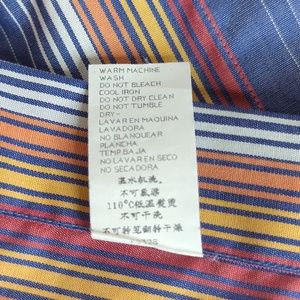 WARM MACHINE
WASH
DO NOT BLEACH
COOL IRON
DO NOT DRY CLEAN
DO NOT TUMBLE
DRY-
LAVAR EN MAQUINA
LAVADORA
NO BLANQUEAR
PLANCHA
TEMP BAJA
NO LAVAR EN SECO
NO SECADORA
温水机洗
不可氯漂
110°C低温熨烫
不可干洗
不可转笼翻转干燥